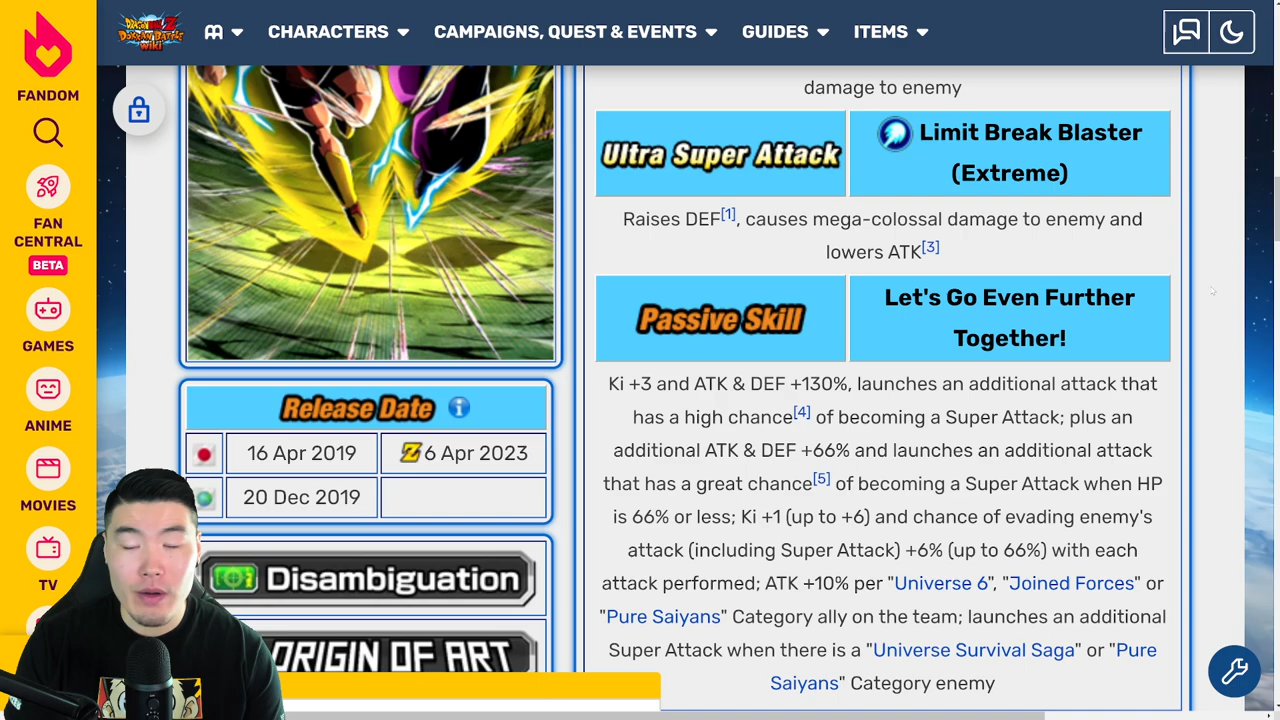 FANDOM
FAN
CENTRAL
BETA
GAMES
ANIME
MOVIES
TV
DRAGON BALL Z
DOKKAN BATTLE
WIKI
CHARACTERS
CAMPAIGNS, QUEST & EVENTS
GUIDES
ITEMS
Release Date
16 Apr 2019
Z 6 Apr 2023
20 Dec 2019
Disambiguation
ORIGIN OF ART
damage to enemy
Ultra Super Attack
Limit Break Blaster
(Extreme)
Raises DEF[1], causes mega-colossal damage to enemy and
lowers ATK[3]
Passive Skill
Let's Go Even Further
Together!
Ki +3 and ATK & DEF +130%, launches an additional attack that
has a high chance[4] of becoming a Super Attack; plus an
additional ATK & DEF +66% and launches an additional attack
that has a great chance[5] of becoming a Super Attack when HP
is 66% or less; Ki +1 (up to +6) and chance of evading enemy's
attack (including Super Attack) +6% (up to 66%) with each
attack performed; ATK +10% per "Universe 6", "Joined Forces" or
"Pure Saiyans" Category ally on the team; launches an additional
Super Attack when there is a "Universe Survival Saga" or "Pure
Saiyans" Category enemy